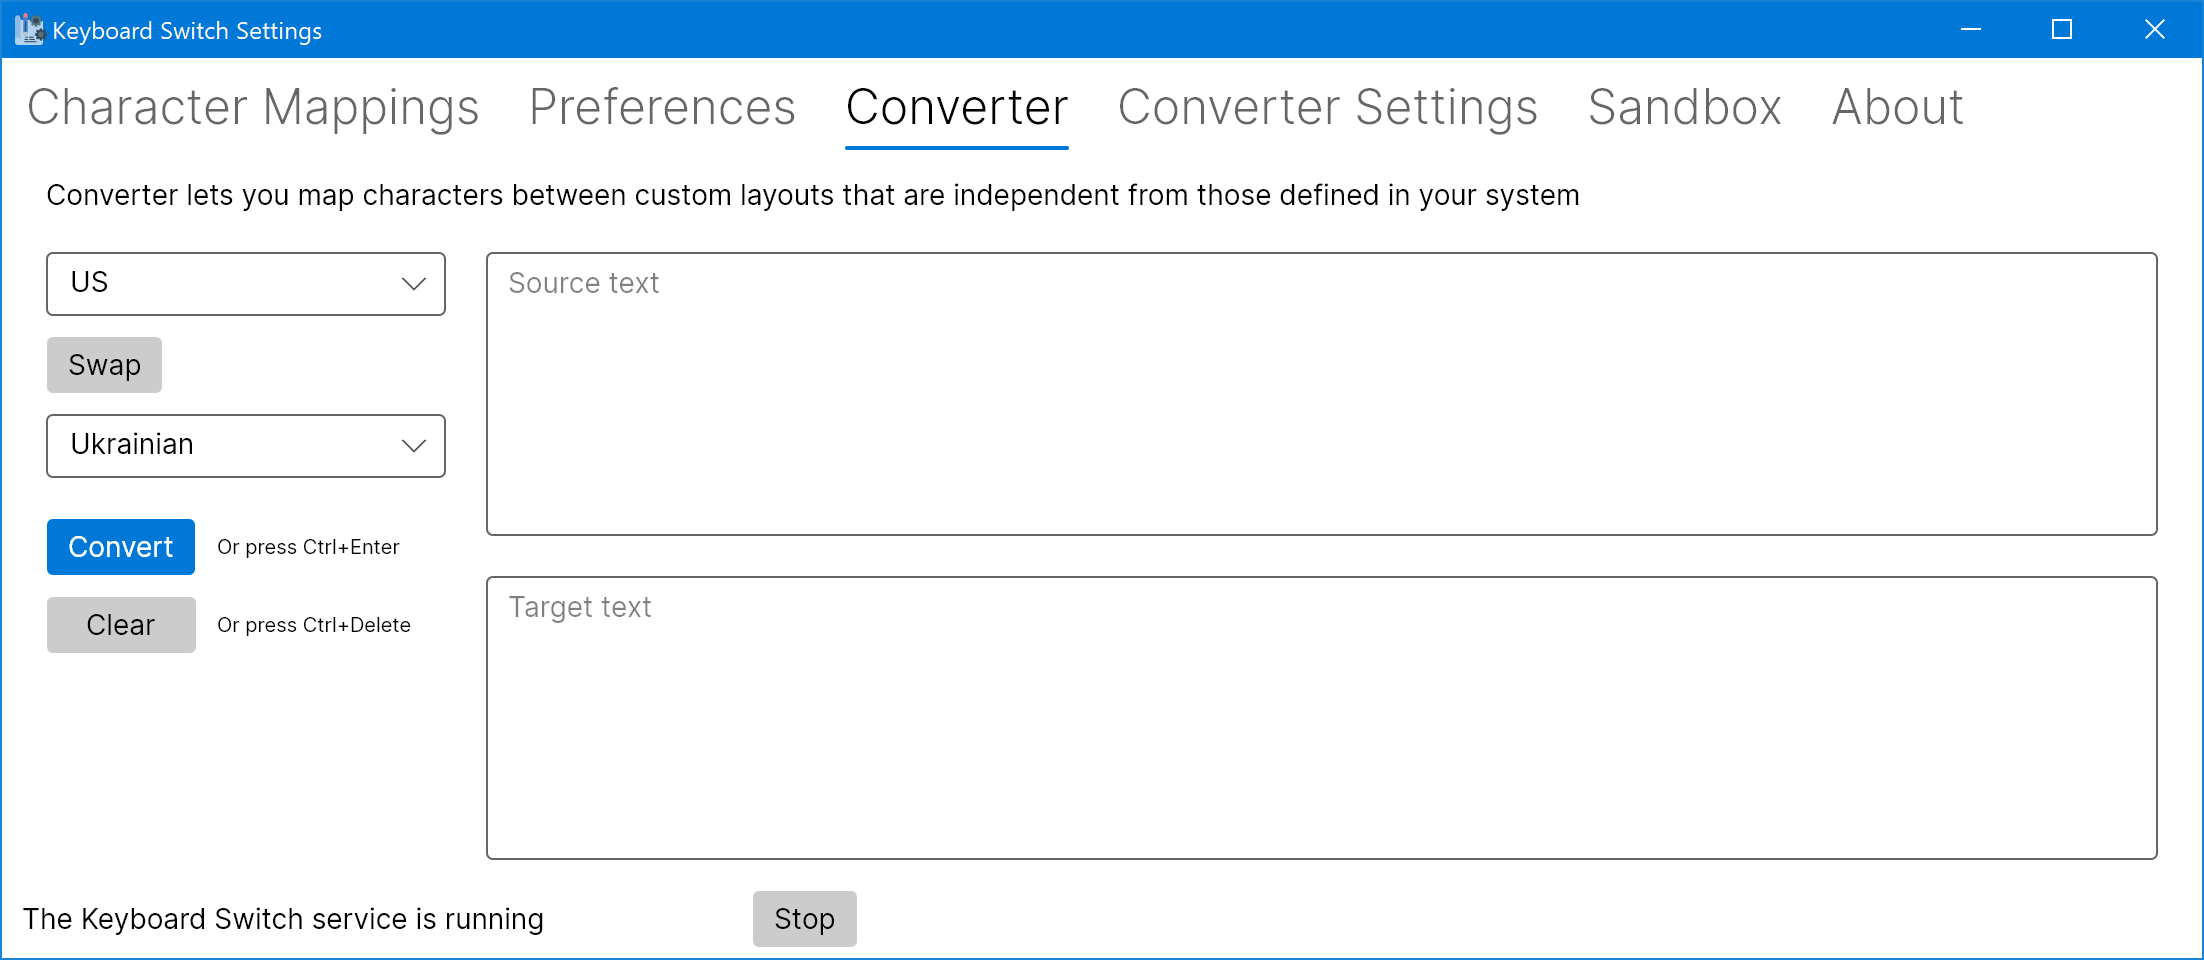 Keyboard Switch Settings
Character Mappings Preferences Converter Converter Settings Sandbox About
Converter lets you map characters between custom layouts that are independent from those defined in your system
US
Swap
Ukrainian
Convert Or press Ctrl+Enter
Clear Or press Ctrl+Delete
Source text
Target text
The Keyboard Switch service is running Stop